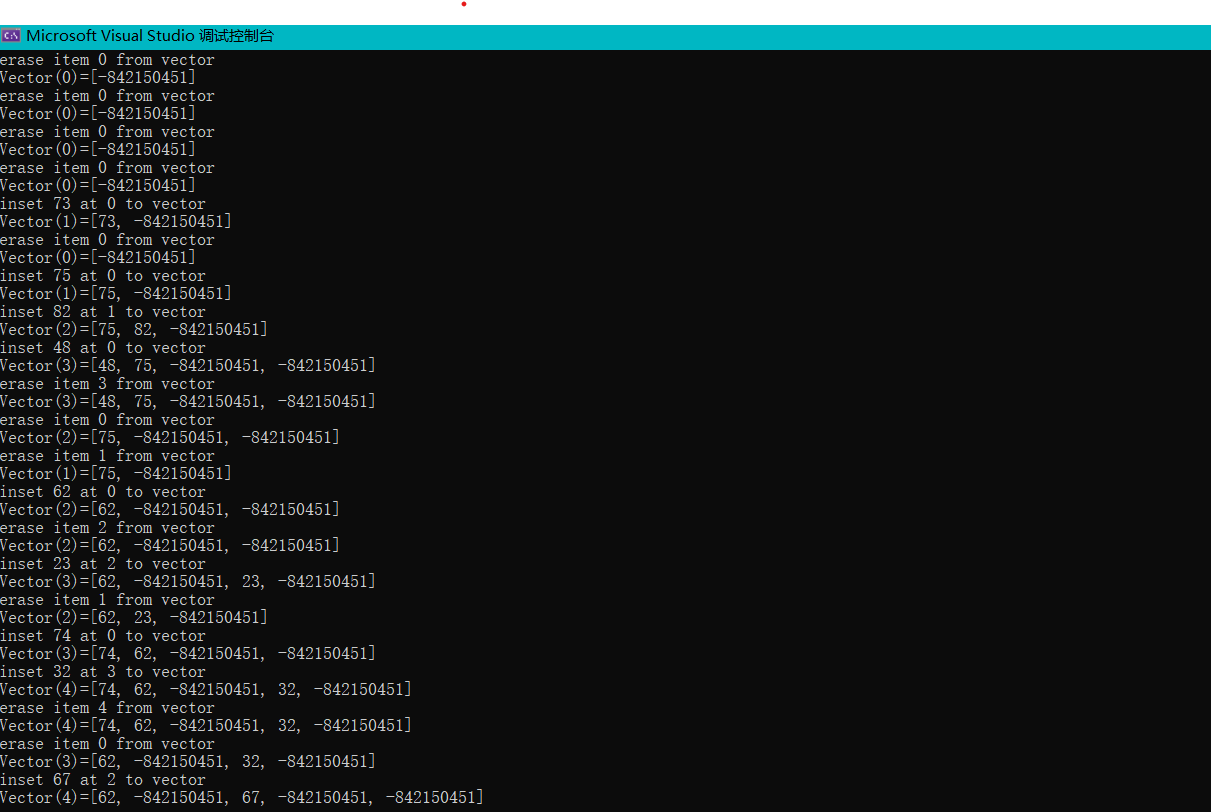 Microsoft Visual Studio 调试控制台
erase item 0 from vector
Vector(0)=[-842150451]
erase item 0 from vector
Vector(0)=[-842150451]
erase item 0 from vector
Vector(0)=[-842150451]
erase item 0 from vector
Vector(0)=[-842150451]
inset 73 at 0 to vector
Vector(1)=[73, -842150451]
erase item 0 from vector
Vector(0)=[-842150451]
inset 75 at 0 to vector
Vector(1)=[75, -842150451]
inset 82 at 1 to vector
Vector(2)=[75, 82, -842150451]
inset 48 at 0 to vector
Vector(3)=[48, 75, -842150451, -842150451]
erase item 3 from vector
Vector(3)=[48, 75, -842150451, -842150451]
erase item 0 from vector
Vector(2)=[75, -842150451, -842150451]
erase item 1 from vector
Vector(1)=[75, -842150451]
inset 62 at 0 to vector
Vector(2)=[62, -842150451, -842150451]
erase item 2 from vector
Vector(2)=[62, -842150451, -842150451]
inset 23 at 2 to vector
Vector(3)=[62, -842150451, 23, -842150451]
erase item 1 from vector
Vector(2)=[62, 23, -842150451]
inset 74 at 0 to vector
Vector(3)=[74, 62, -842150451, -842150451]
inset 32 at 3 to vector
Vector(4)=[74, 62, -842150451, 32, -842150451]
erase item 4 from vector
Vector(4)=[74, 62, -842150451, 32, -842150451]
erase item 0 from vector
Vector(3)=[62, -842150451, 32, -842150451]
inset 67 at 2 to vector
Vector(4)=[62, -842150451, 67, -842150451, -842150451]